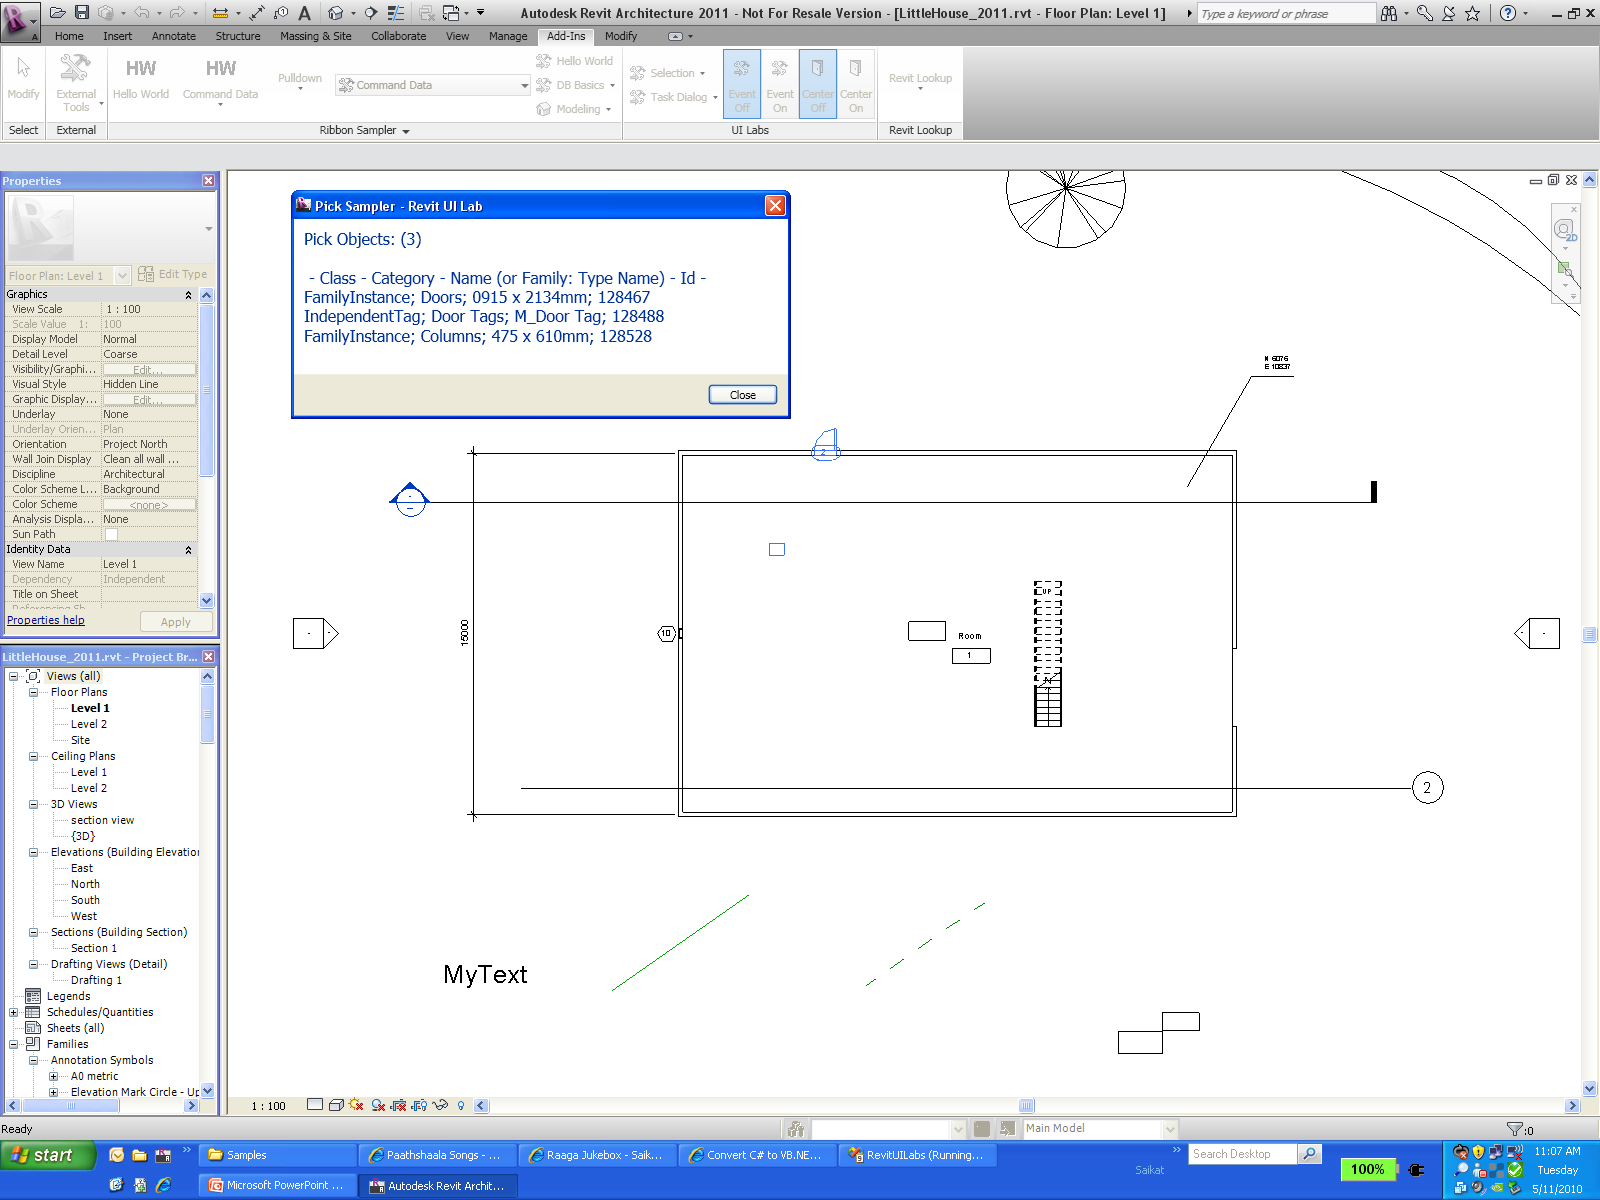 Autodesk Revit Architecture 2011 - Not For Resale Version - [LittleHouse_2011.rvt - Floor Plan: Level 1]
Type a keyword or phrase
Home Insert Annotate Structure Massing & Site Collaborate View Manage Add-Ins Modify
Modify
External Tools
HW
Hello World
HW
Command Data
Pulldown
Command Data
Hello World
DB Basics
Modeling
Selection
Task Dialog
Event Off
Event On
Center Off
Center On
Revit Lookup
Select External Ribbon Sampler UI Labs Revit Lookup
Properties
Floor Plan: Level 1 Edit Type
Graphics
View Scale 1 : 100
Scale Value 1: 100
Display Model Normal
Detail Level Coarse
Visibility/Graphi... Edit...
Visual Style Hidden Line
Graphic Display... Edit...
Underlay None
Underlay Orien... Plan
Orientation Project North
Wall Join Display Clean all wall ...
Discipline Architectural
Color Scheme L... Background
Color Scheme <none>
Analysis Displa... None
Sun Path
Identity Data
View Name Level 1
Dependency Independent
Title on Sheet
Properties help Apply
LittleHouse_2011.rvt - Project Br...
Views (all)
Floor Plans
Level 1
Level 2
Site
Ceiling Plans
Level 1
Level 2
3D Views
section view
{3D}
Elevations (Building Elevation
East
North
South
West
Sections (Building Section)
Section 1
Drafting Views (Detail)
Drafting 1
Legends
Schedules/Quantities
Sheets (all)
Families
Annotation Symbols
A0 metric
Elevation Mark Circle - Up
Pick Sampler - Revit UI Lab
Pick Objects: (3)
- Class - Category - Name (or Family: Type Name) - Id -
FamilyInstance; Doors; 0915 x 2134mm; 128467
IndependentTag; Door Tags; M_Door Tag; 128488
FamilyInstance; Columns; 475 x 610mm; 128528
Close
2D
N 6076
E 10837
2
15000
10
UP
Room
1
2
MyText
1 : 100
Ready
Main Model
:0
start
Samples
Paathshaala Songs - ...
Raaga Jukebox - Saik...
Convert C# to VB.NE...
RevitUILabs (Running...
Microsoft PowerPoint ...
Autodesk Revit Archit...
Saikat
Search Desktop
100%
11:07 AM
Tuesday
5/11/2010